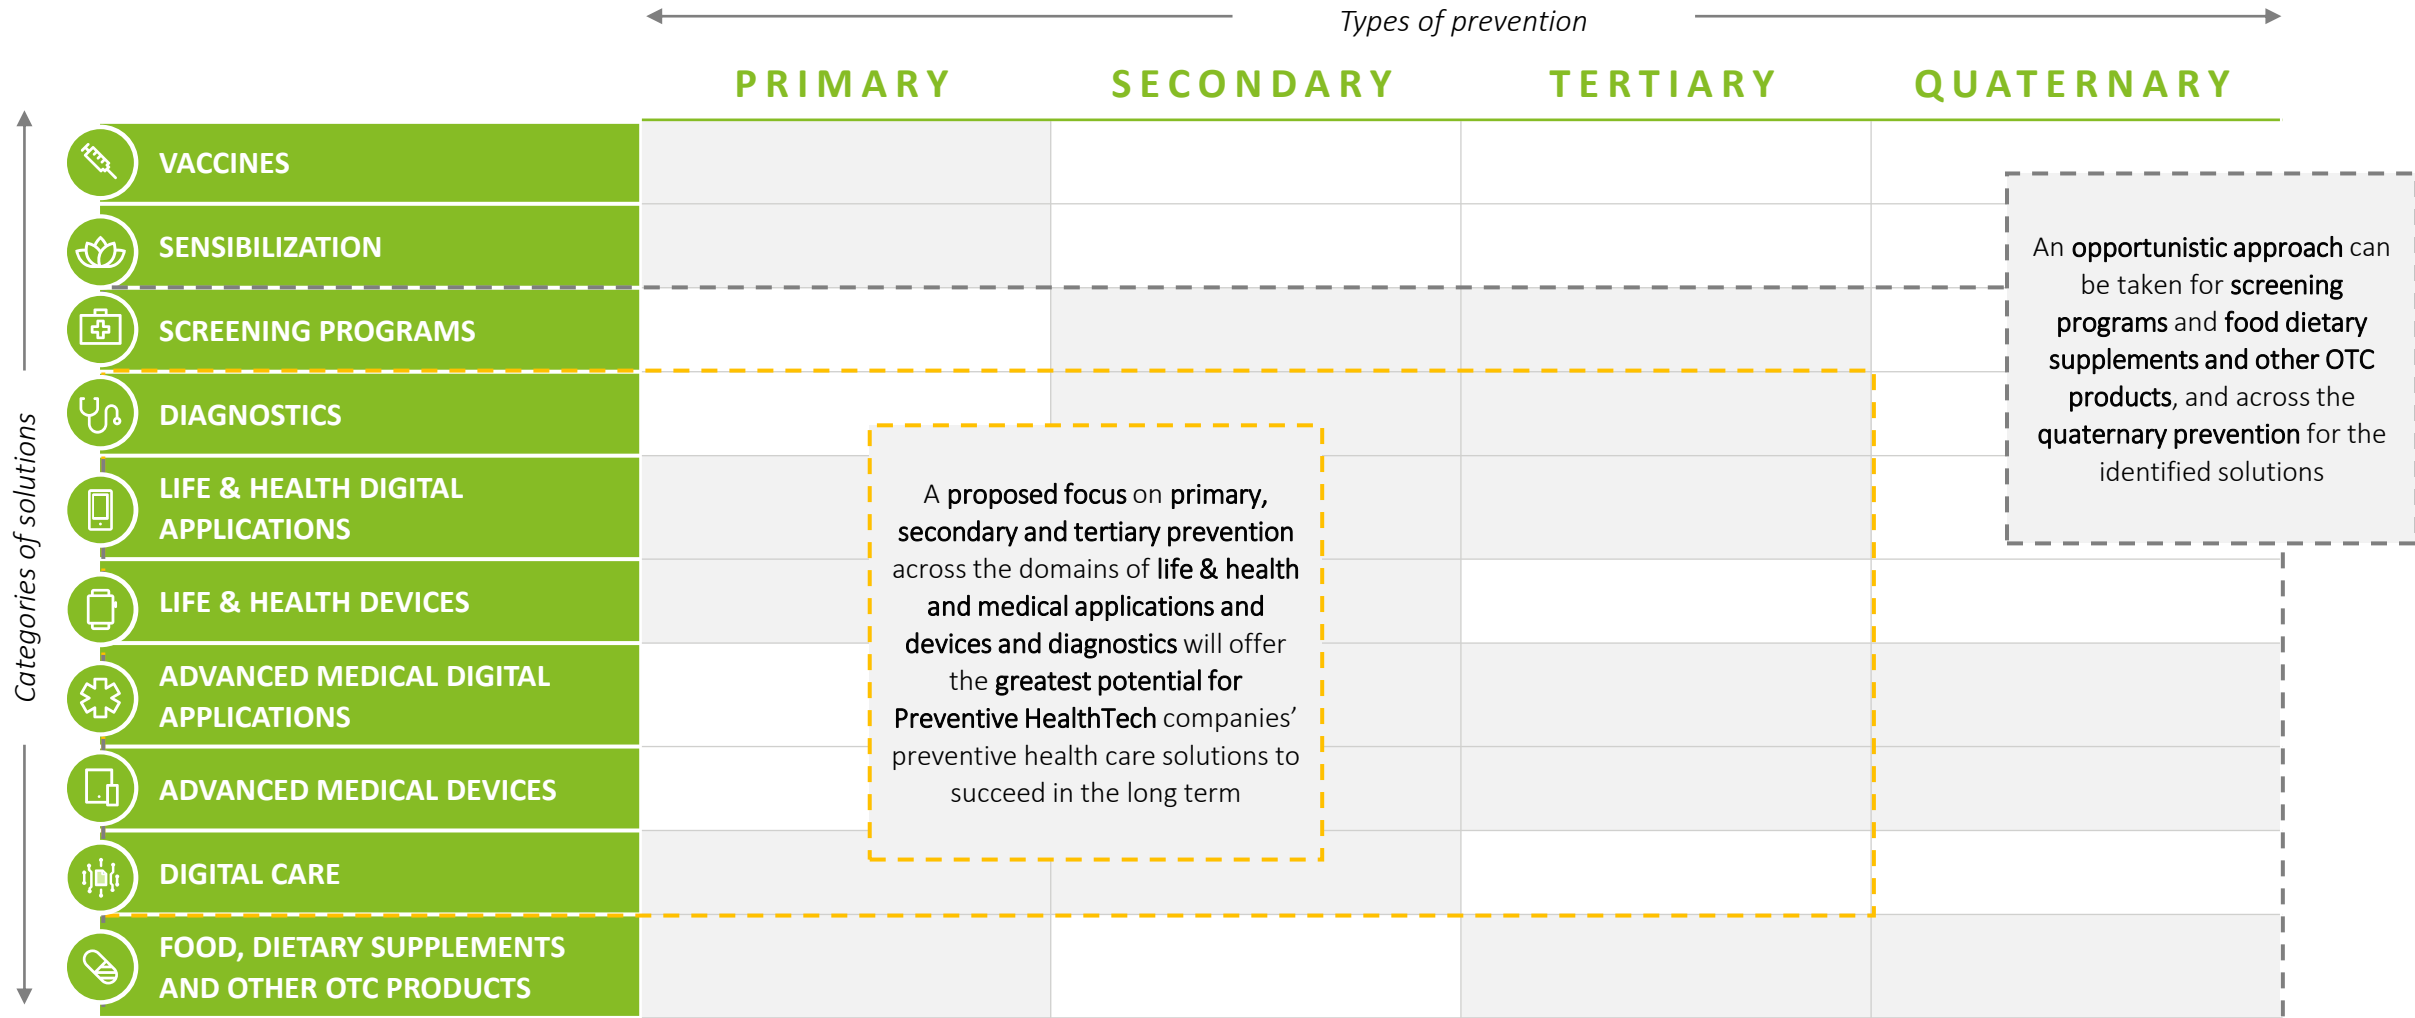 Types of prevention
PRIMARY
SECONDARY
TERTIARY
QUATERNARY
Categories of solutions
VACCINES
SENSIBILIZATION
SCREENING PROGRAMS
DIAGNOSTICS
LIFE & HEALTH DIGITAL
APPLICATIONS
LIFE & HEALTH DEVICES
ADVANCED MEDICAL DIGITAL
APPLICATIONS
ADVANCED MEDICAL DEVICES
DIGITAL CARE
FOOD, DIETARY SUPPLEMENTS
AND OTHER OTC PRODUCTS
A proposed focus on primary,
secondary and tertiary prevention
across the domains of life & health
and medical applications and
devices and diagnostics will offer
the greatest potential for
Preventive HealthTech companies’
preventive health care solutions to
succeed in the long term
An opportunistic approach can
be taken for screening
programs and food dietary
supplements and other OTC
products, and across the
quaternary prevention for the
identified solutions